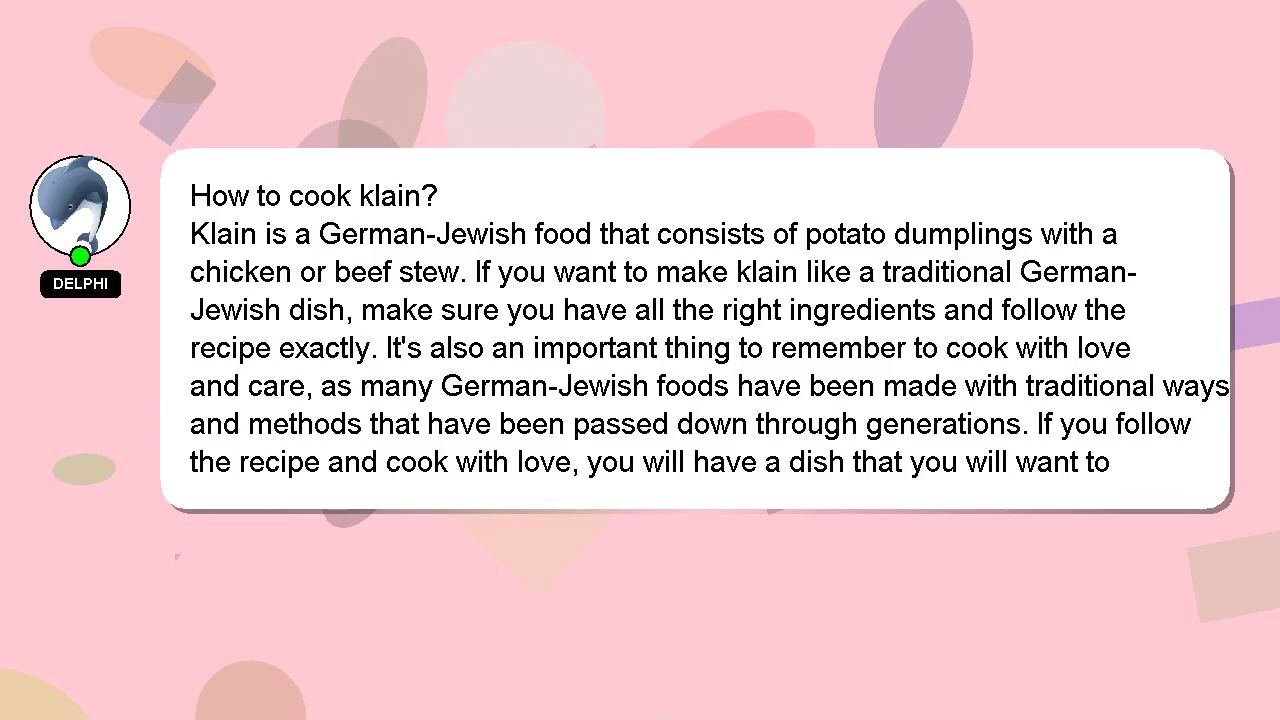 How to cook klain?
Klain is a German-Jewish food that consists of potato dumplings with a
chicken or beef stew. If you want to make klain like a traditional German-
Jewish dish, make sure you have all the right ingredients and follow the
recipe exactly. It's also an important thing to remember to cook with love
and care, as many German-Jewish foods have been made with traditional ways
and methods that have been passed down through generations. If you follow
the recipe and cook with love, you will have a dish that you will want to
DELPHI